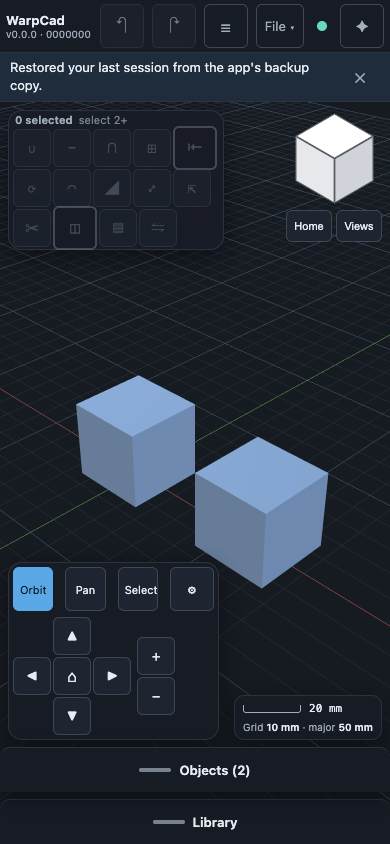 WarpCad
v0.0.0 · 0000000
File
Restored your last session from the app's backup
copy.
0 selected select 2+
Home
Views
Orbit
Pan
Select
20 mm
Grid 10 mm · major 50 mm
Objects (2)
Library